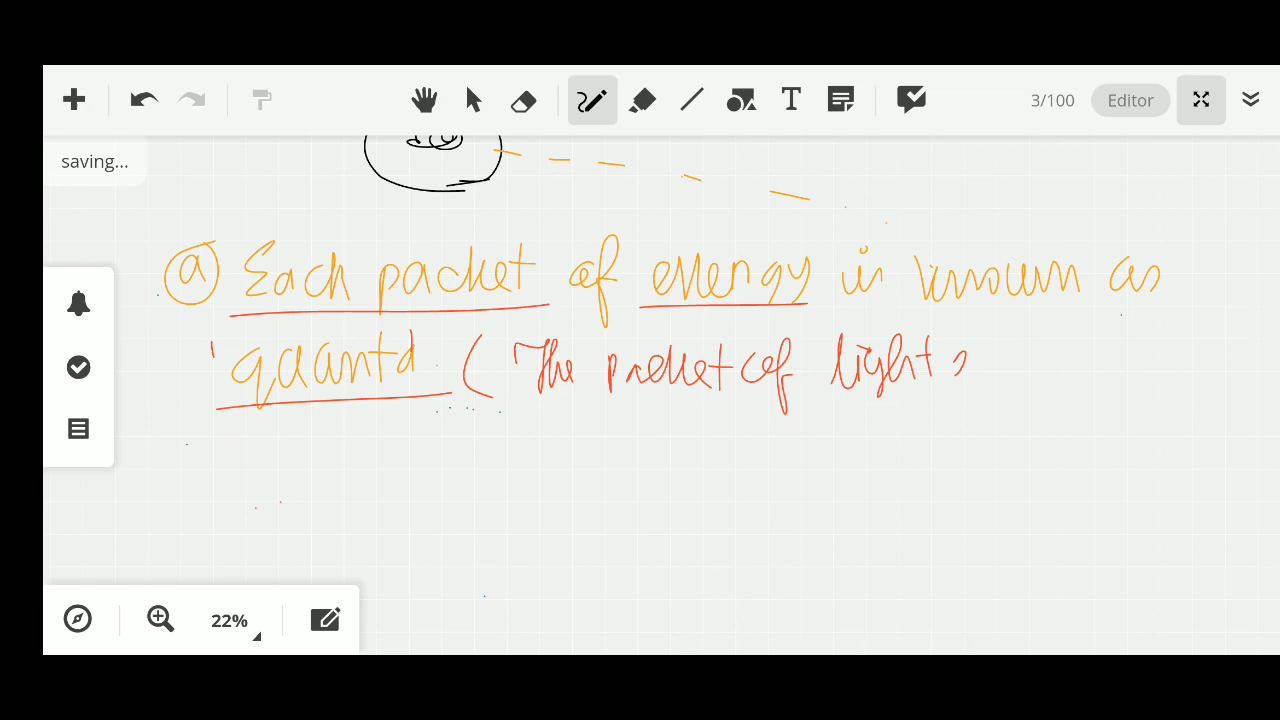 3/100 Editor
saving...
ⓐ Each packet of energy is known as
'quanta ( The packet of light
22%